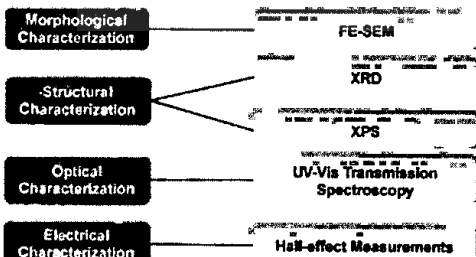 Morphological
Characterization
FE-SEM
Structural
Characterization
XRD
XPS
Optical
Characterization
UV-Vis Transmission
Spectroscopy
Electrical
Characterization
Hall-effect Measurements